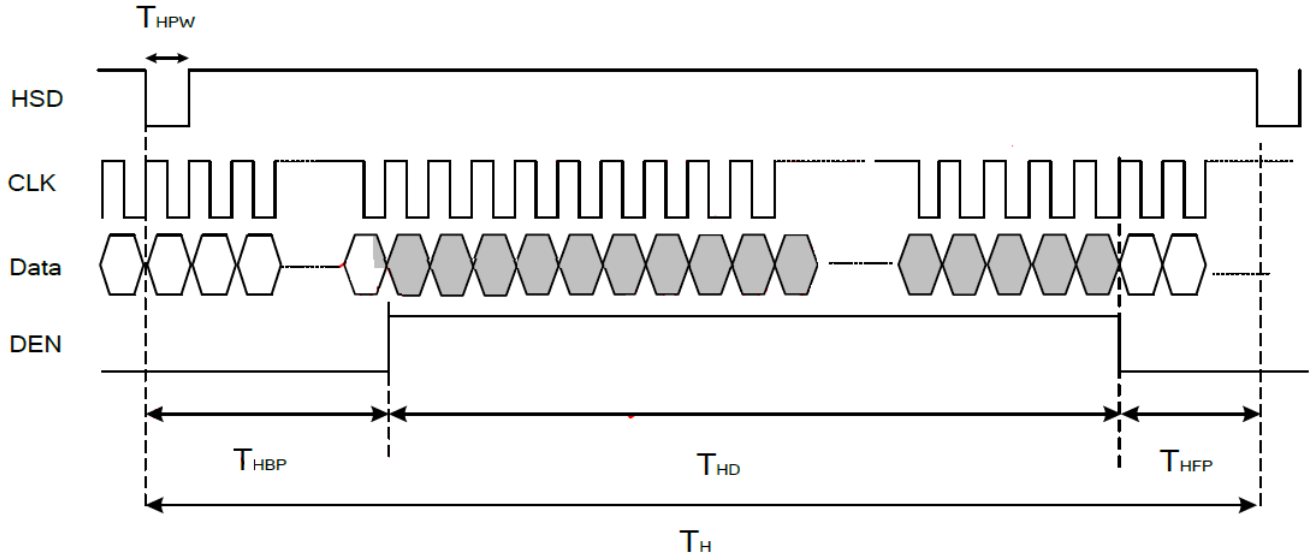 THPW
HSD
CLK
Data
DEN
THBP
THD
THFP
TH